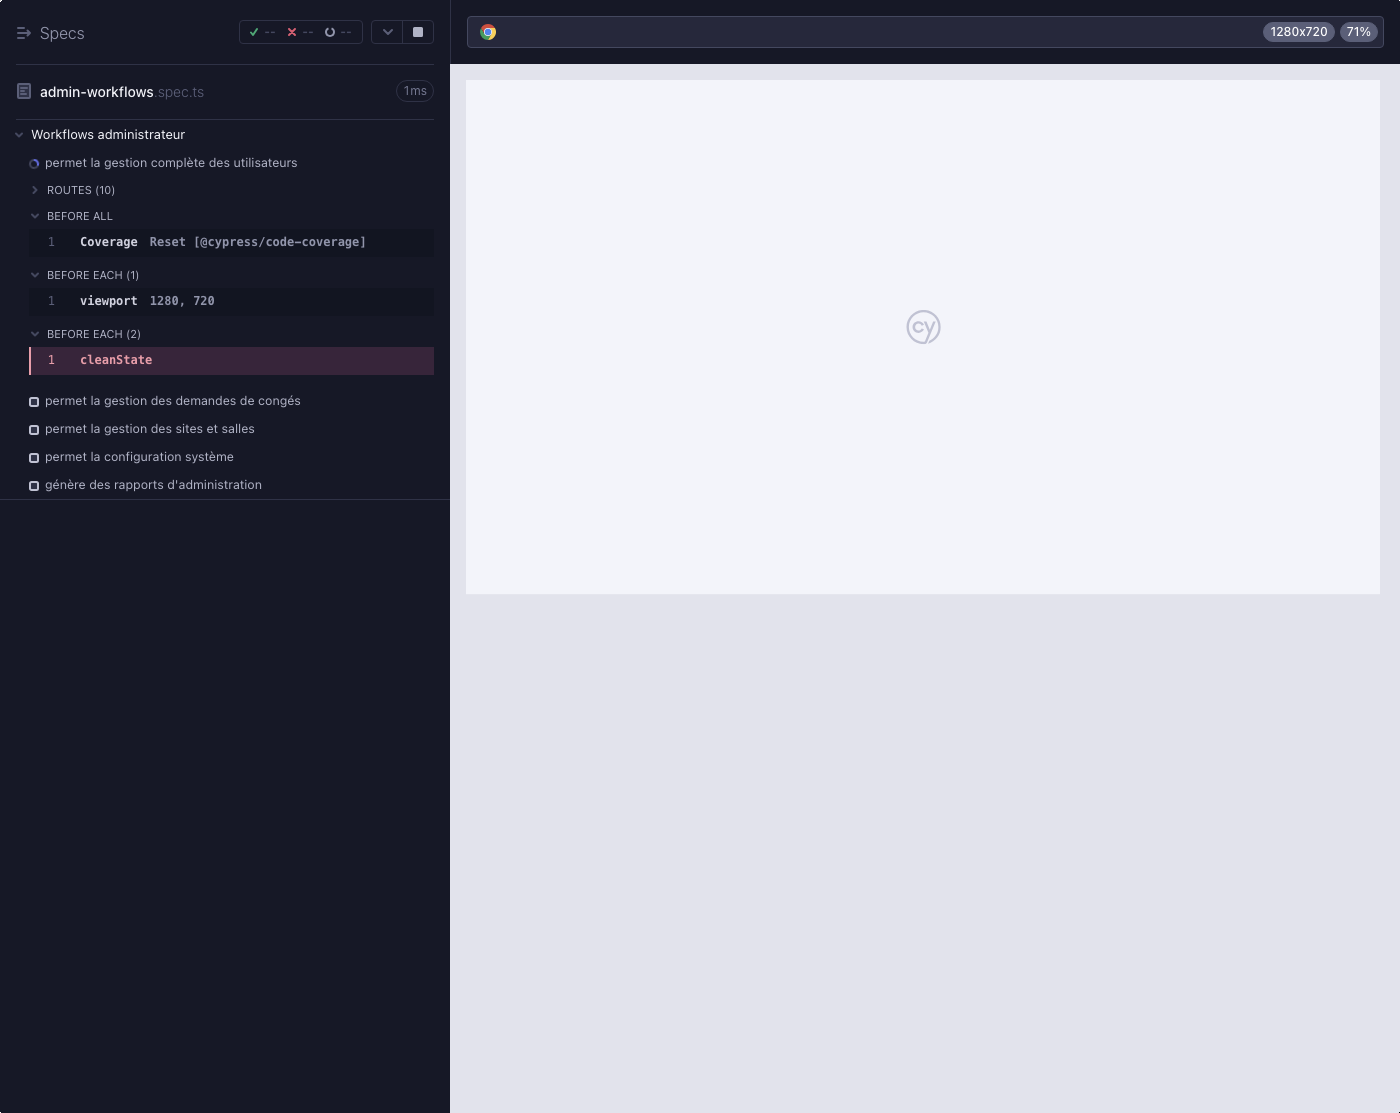 Specs
-- -- --
admin-workflows.spec.ts 1ms
Workflows administrateur
permet la gestion complète des utilisateurs
ROUTES (10)
BEFORE ALL
1 Coverage Reset [@cypress/code-coverage]
BEFORE EACH (1)
1 viewport 1280, 720
BEFORE EACH (2)
1 cleanState
permet la gestion des demandes de congés
permet la gestion des sites et salles
permet la configuration système
génère des rapports d'administration
1280x720 71%
cy